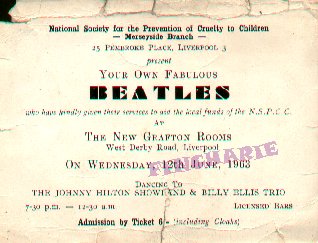 National Society for the Prevention of Cruelty to Children
— Merseyside Branch —
25 Pembroke Place, Liverpool 3
present
Your Own Fabulous
BEATLES
who have kindly given their services to aid the local funds of the N.S.P.C.C.
At
The New Grafton Rooms
West Derby Road, Liverpool
FINCHARIE
On Wednesday, 12th June, 1963
Dancing to
THE JOHNNY HILTON SHOWBAND & BILLY ELLIS TRIO
7-30 p.m. — 12-30 a.m. Licensed Bars
Admission by Ticket 6/- (including Cloaks)